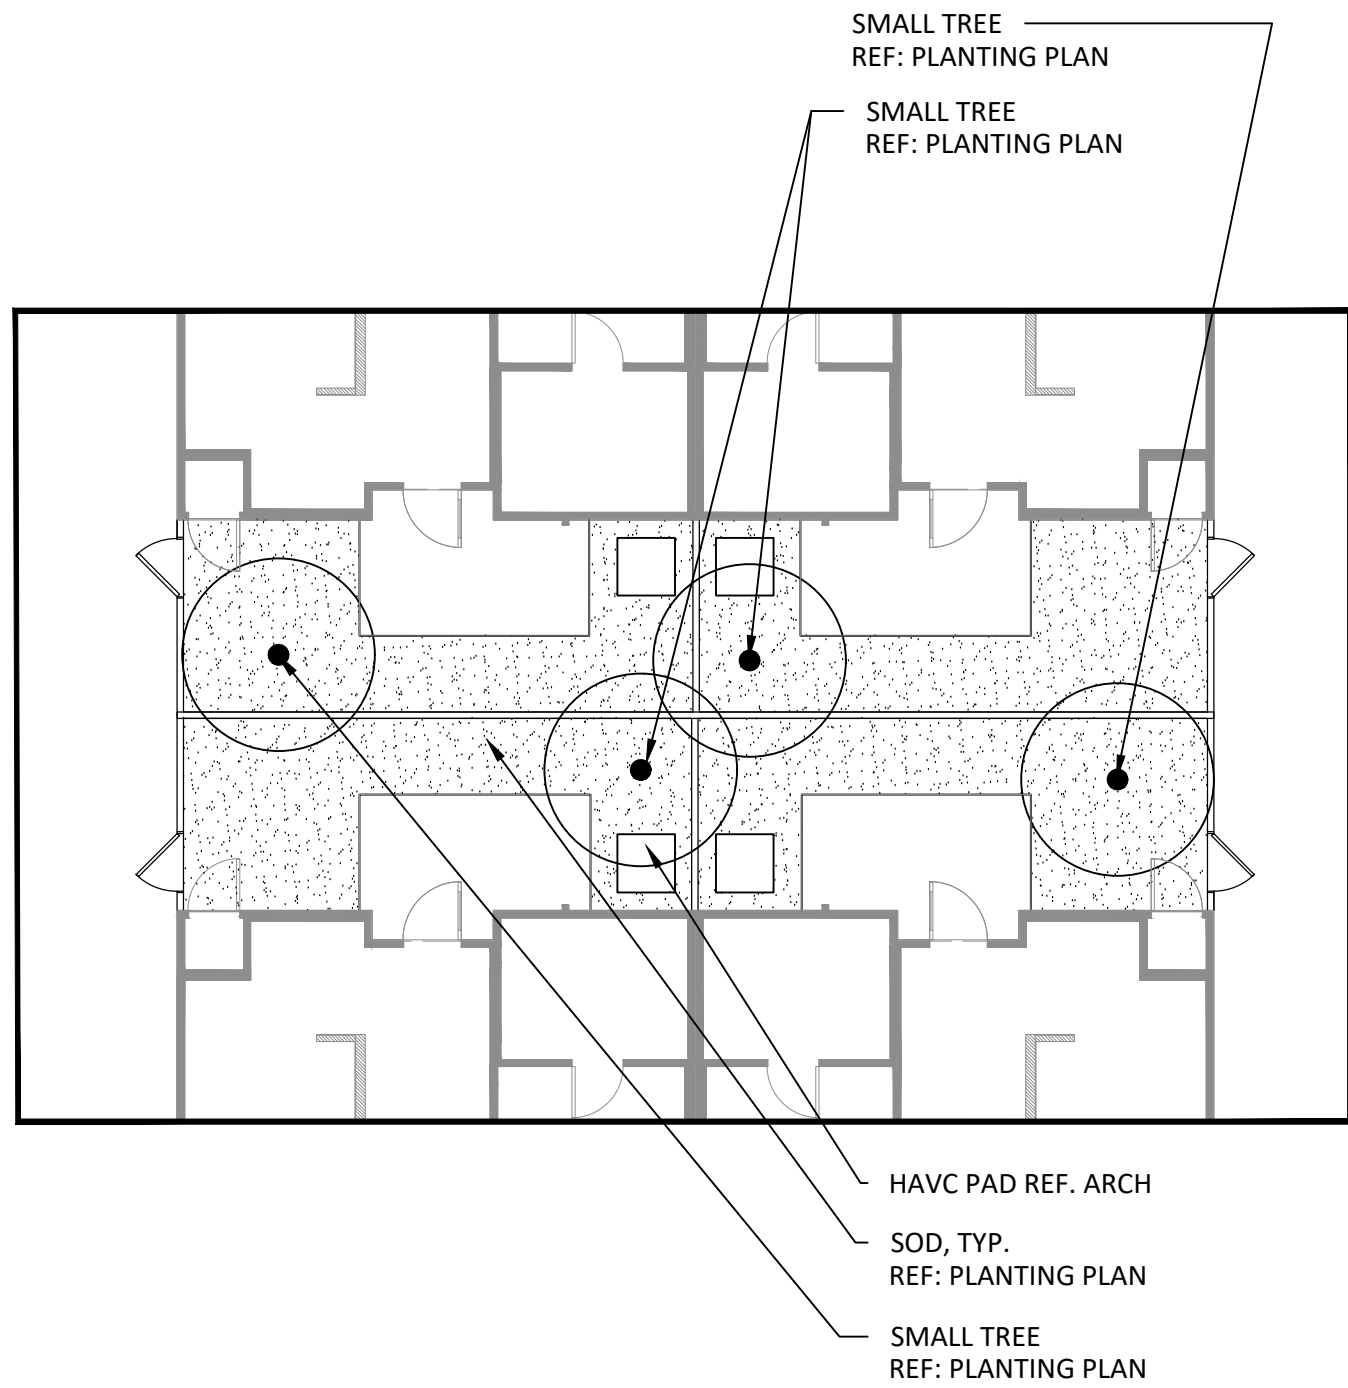 SMALL TREE
REF: PLANTING PLAN
SMALL TREE
REF: PLANTING PLAN
HAVC PAD REF. ARCH
SOD, TYP.
REF: PLANTING PLAN
SMALL TREE
REF: PLANTING PLAN